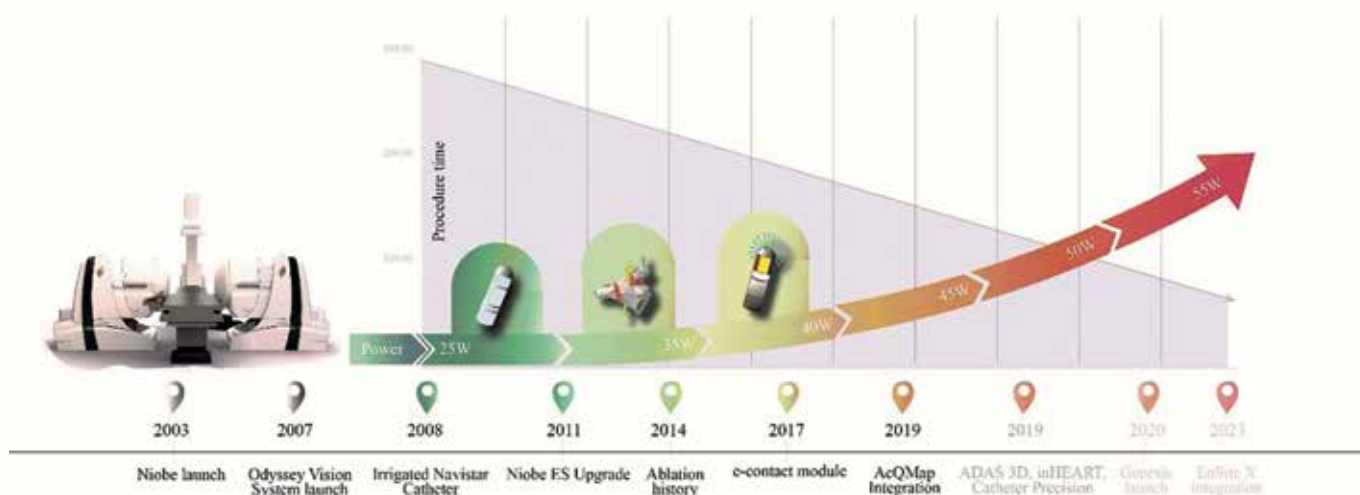 Procedure time
Power
25W
35W
40W
45W
50W
55W
2003
2007
2008
2011
2014
2017
2019
2019
2020
2023
Niobe launch
Odyssey Vision
System launch
Irrigated Navistar
Catheter
Niobe ES Upgrade
Ablation
history
e-contact module
AcQMap
Integration
ADAS 3D, inHEART,
Catheter Precision
Genesis
launch
EnSite X
integration